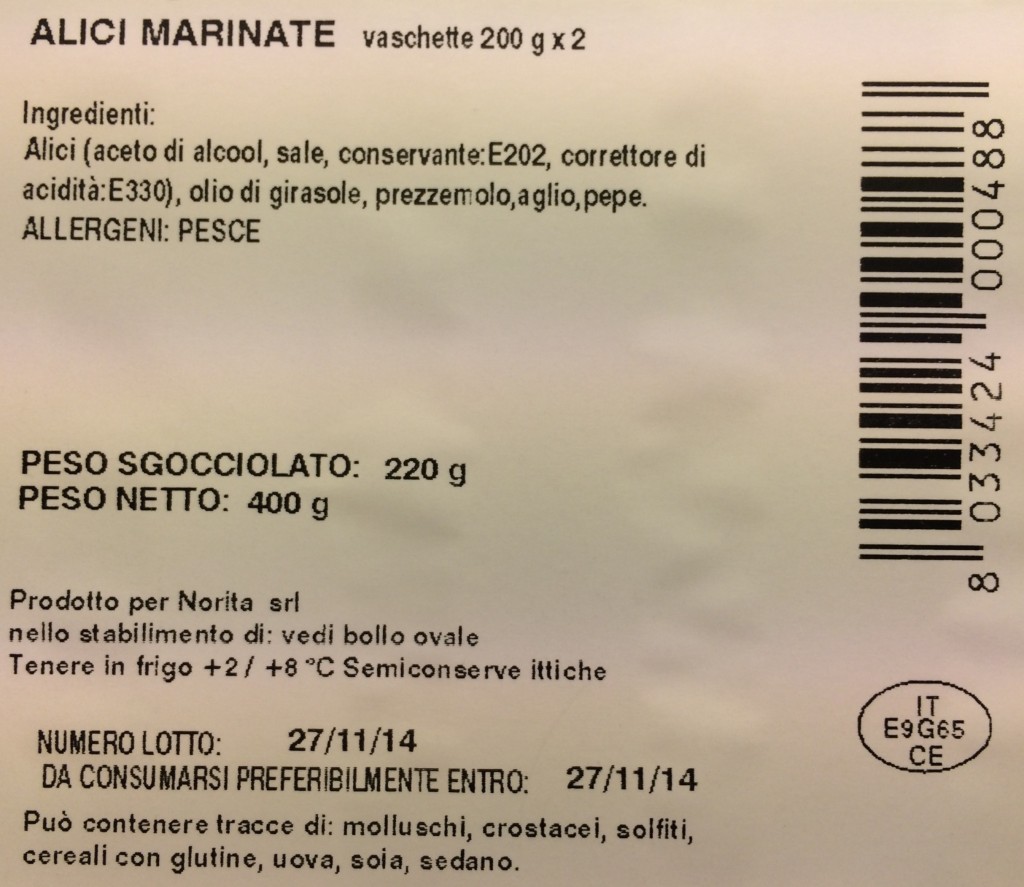 ALICI MARINATE vaschette 200 g x 2
Ingredienti:
Alici (aceto di alcool, sale, conservante:E202, correttore di
acidità:E330), olio di girasole, prezzemolo,aglio,pepe.
ALLERGENI: PESCE
8 033424 000488
PESO SGOCCIOLATO: 220 g
PESO NETTO: 400 g
Prodotto per Norita srl
nello stabilimento di: vedi bollo ovale
Tenere in frigo +2 / +8 °C Semiconserve ittiche
IT
E9G65
CE
NUMERO LOTTO: 27/11/14
DA CONSUMARSI PREFERIBILMENTE ENTRO: 27/11/14
Può contenere tracce di: molluschi, crostacei, solfiti,
cereali con glutine, uova, soia, sedano.